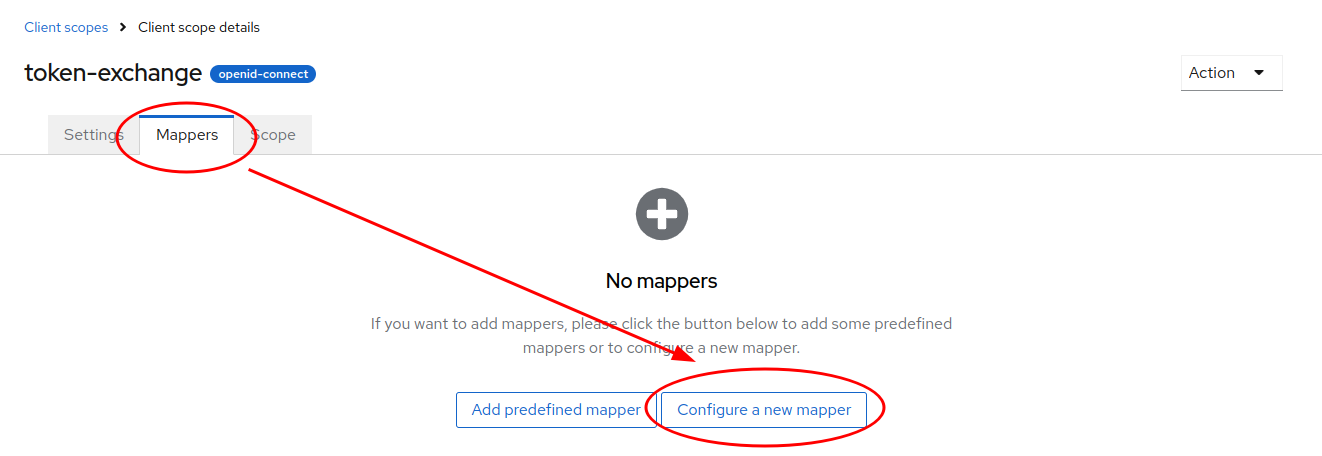 Client scopes > Client scope details
token-exchange openid-connect
Action
Settings Mappers Scope
No mappers
If you want to add mappers, please click the button below to add some predefined
mappers or to configure a new mapper.
Add predefined mapper Configure a new mapper